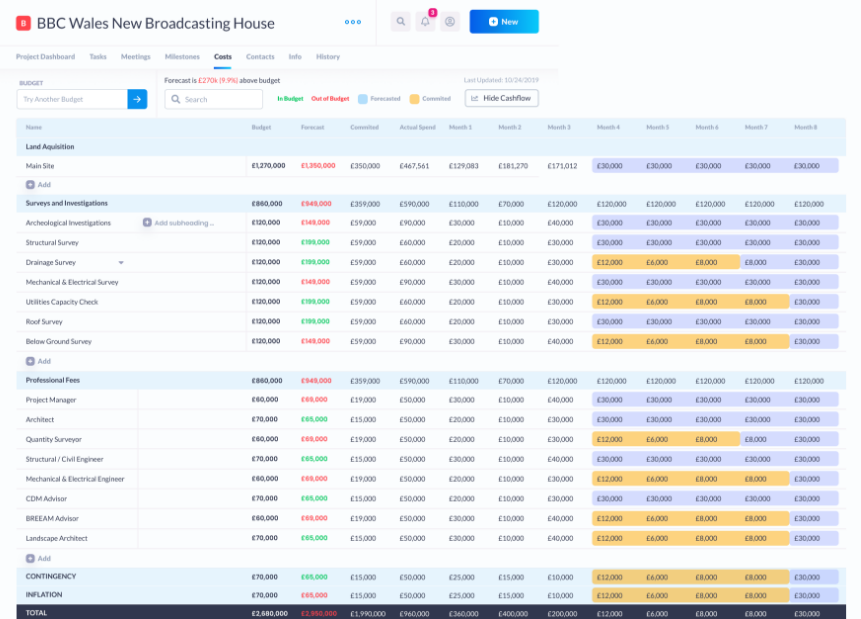 B BBC Wales New Broadcasting House 3 New
Project Dashboard Tasks Meetings Milestones Costs Contacts Info History
BUDGET Forecast is £270k (9.9%) above budget Last Updated: 10/24/2019
Try Another Budget Search In Budget Out of Budget Forecasted Commited Hide Cashflow
Name Budget Forecast Commited Actual Spend Month 1 Month 2 Month 3 Month 4 Month 5 Month 6 Month 7 Month 8
Land Aquisition
Main Site £1,270,000 £1,350,000 £350,000 £467,561 £129,083 £181,270 £171,012 £30,000 £30,000 £30,000 £30,000 £30,000
Add
Surveys and Investigations £860,000 £949,000 £359,000 £590,000 £110,000 £70,000 £120,000 £120,000 £120,000 £120,000 £120,000 £120,000
Archeological Investigations Add subheading ... £120,000 £149,000 £59,000 £90,000 £30,000 £10,000 £40,000 £30,000 £30,000 £30,000 £30,000 £30,000
Structural Survey £120,000 £199,000 £59,000 £60,000 £20,000 £10,000 £30,000 £30,000 £30,000 £30,000 £30,000 £30,000
Drainage Survey £120,000 £199,000 £59,000 £60,000 £20,000 £10,000 £30,000 £12,000 £6,000 £8,000 £8,000 £30,000
Mechanical & Electrical Survey £120,000 £149,000 £59,000 £90,000 £30,000 £10,000 £40,000 £30,000 £30,000 £30,000 £30,000 £30,000
Utilities Capacity Check £120,000 £199,000 £59,000 £60,000 £20,000 £10,000 £30,000 £12,000 £6,000 £8,000 £8,000 £30,000
Roof Survey £120,000 £199,000 £59,000 £60,000 £20,000 £10,000 £30,000 £30,000 £30,000 £30,000 £30,000 £30,000
Below Ground Survey £120,000 £149,000 £59,000 £90,000 £30,000 £10,000 £40,000 £12,000 £6,000 £8,000 £8,000 £30,000
Add
Professional Fees £860,000 £949,000 £359,000 £590,000 £110,000 £70,000 £120,000 £120,000 £120,000 £120,000 £120,000 £120,000
Project Manager £60,000 £69,000 £19,000 £50,000 £30,000 £10,000 £40,000 £30,000 £30,000 £30,000 £30,000 £30,000
Architect £70,000 £65,000 £15,000 £50,000 £20,000 £10,000 £30,000 £30,000 £30,000 £30,000 £30,000 £30,000
Quantity Surveyor £60,000 £69,000 £19,000 £50,000 £20,000 £10,000 £30,000 £12,000 £6,000 £8,000 £8,000 £30,000
Structural / Civil Engineer £70,000 £65,000 £15,000 £50,000 £30,000 £10,000 £40,000 £30,000 £30,000 £30,000 £30,000 £30,000
Mechanical & Electrical Engineer £60,000 £69,000 £19,000 £50,000 £20,000 £10,000 £30,000 £12,000 £6,000 £8,000 £8,000 £30,000
CDM Advisor £70,000 £65,000 £15,000 £50,000 £20,000 £10,000 £30,000 £30,000 £30,000 £30,000 £30,000 £30,000
BREEAM Advisor £60,000 £69,000 £19,000 £50,000 £30,000 £10,000 £40,000 £12,000 £6,000 £8,000 £8,000 £30,000
Landscape Architect £70,000 £65,000 £15,000 £50,000 £30,000 £10,000 £40,000 £12,000 £6,000 £8,000 £8,000 £30,000
Add
CONTINGENCY £70,000 £65,000 £15,000 £50,000 £25,000 £15,000 £10,000 £12,000 £6,000 £8,000 £8,000 £30,000
INFLATION £70,000 £65,000 £15,000 £50,000 £25,000 £15,000 £10,000 £12,000 £6,000 £8,000 £8,000 £30,000
TOTAL £2,680,000 £2,950,000 £1,990,000 £960,000 £360,000 £400,000 £200,000 £12,000 £6,000 £8,000 £8,000 £30,000